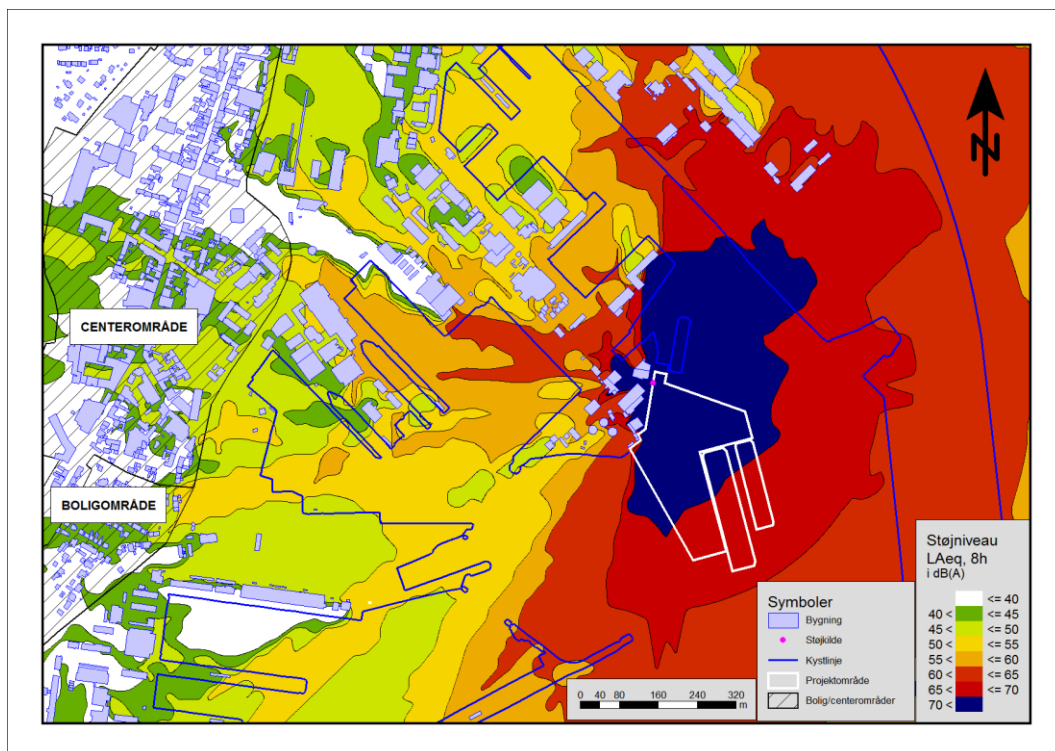 N
CENTEROMRÅDE
BOLIGOMRÅDE
Støjniveau
LAeq, 8h
i dB(A)
<= 40
40 < <= 45
45 < <= 50
50 < <= 55
55 < <= 60
60 < <= 65
65 < <= 70
70 <
Symboler
Bygning
Støjkilde
Kystlinje
Projektområde
Bolig/centerområder
0 40 80 160 240 320
m